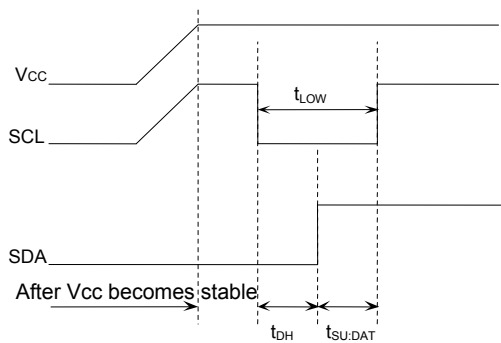 VCC
tLOW
SCL
SDA
After Vcc becomes stable
tDH
tSU:DAT